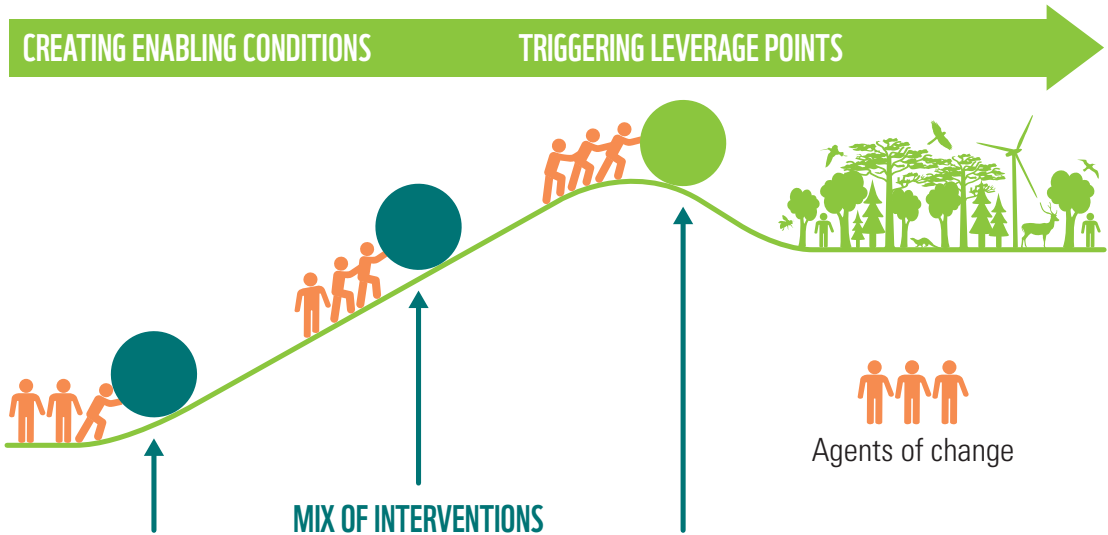 CREATING ENABLING CONDITIONS
TRIGGERING LEVERAGE POINTS
Agents of change
MIX OF INTERVENTIONS